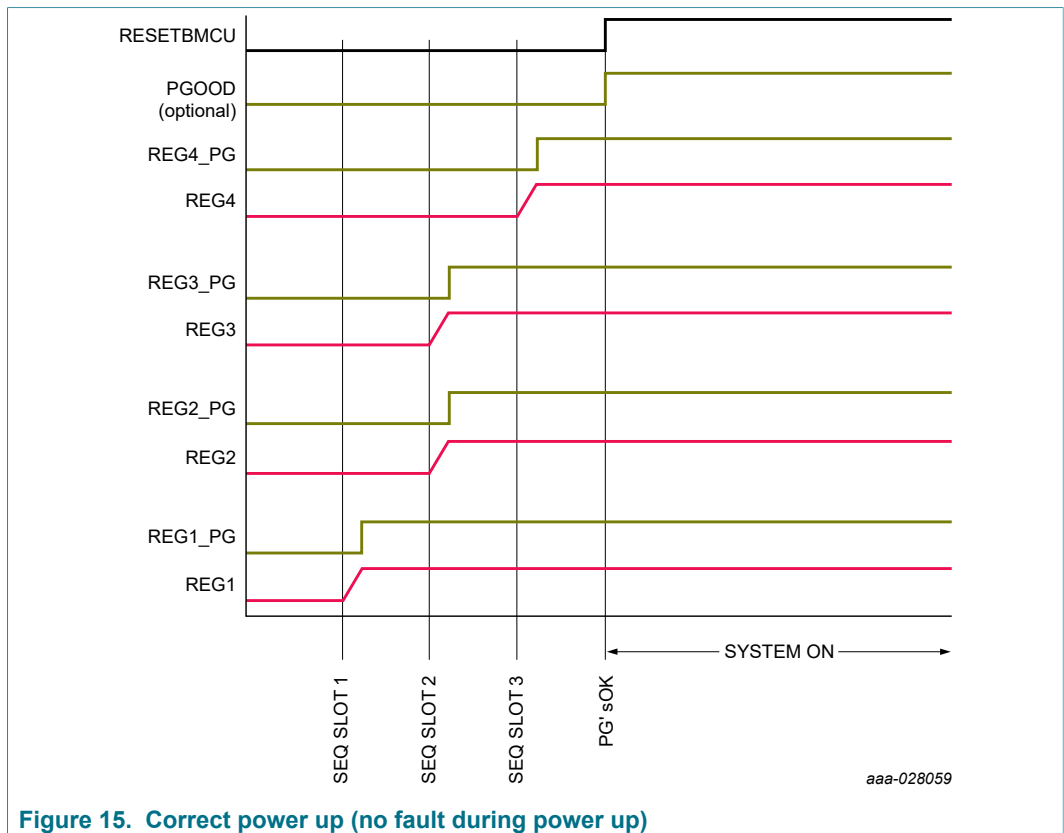 RESETBMCU
PGOOD
(optional)
REG4_PG
REG4
REG3_PG
REG3
REG2_PG
REG2
REG1_PG
REG1
SYSTEM ON
SEQ SLOT 1
SEQ SLOT 2
SEQ SLOT 3
PG' sOK
aaa-028059
Figure 15. Correct power up (no fault during power up)